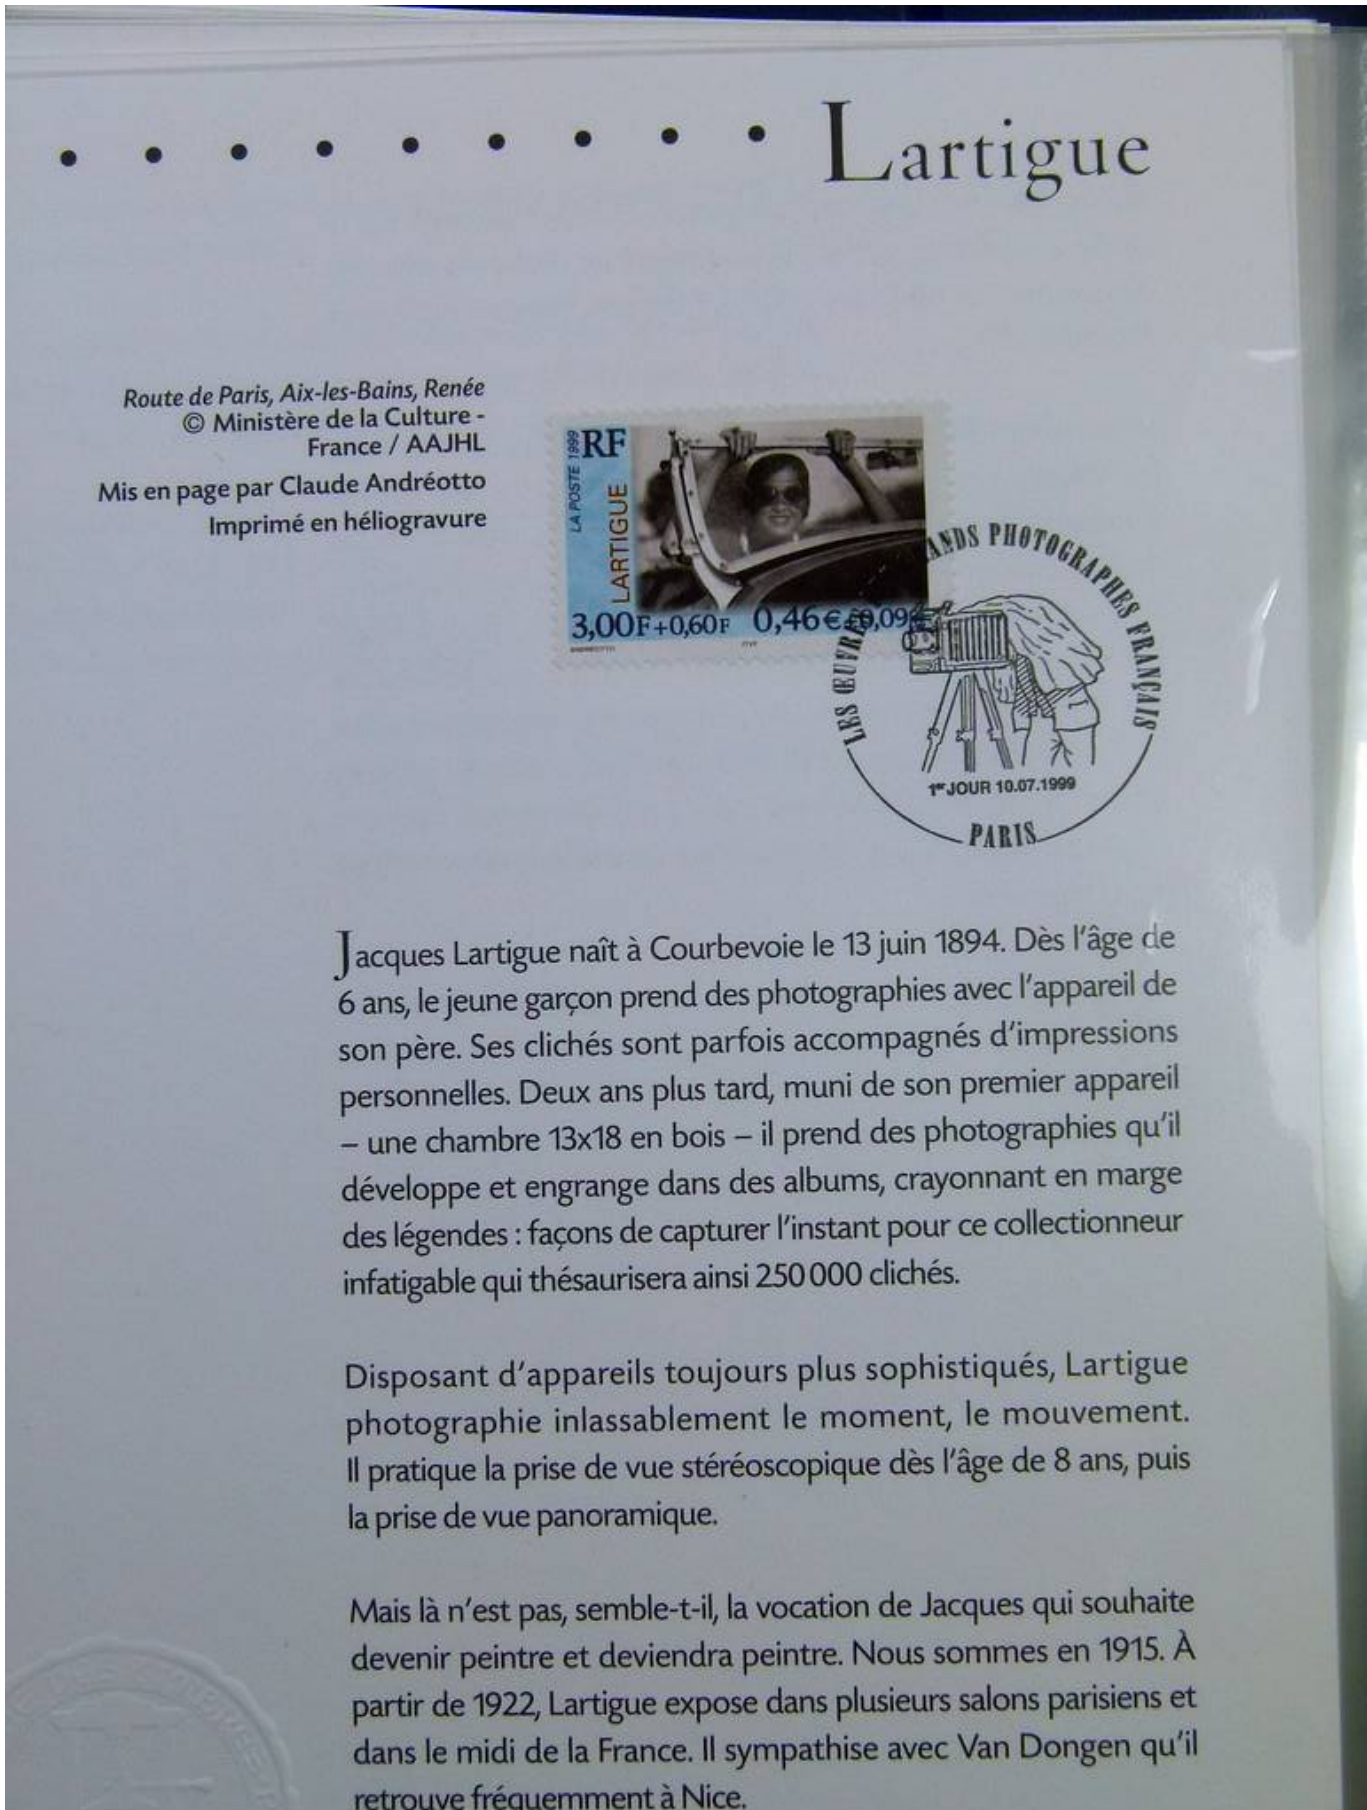 Lartigue
Route de Paris, Aix-les-Bains, Renée
© Ministère de la Culture -
France / AAJHL
Mis en page par Claude Andréotto
Imprimé en héliogravure
LA POSTE 1999
RF
LARTIGUE
3,00F+0,60F 0,46€+0,09€
LES ŒUVRES ANDS PHOTOGRAPHES FRANÇAIS
1er JOUR 10.07.1999
PARIS
Jacques Lartigue naît à Courbevoie le 13 juin 1894. Dès l'âge de
6 ans, le jeune garçon prend des photographies avec l'appareil de
son père. Ses clichés sont parfois accompagnés d'impressions
personnelles. Deux ans plus tard, muni de son premier appareil
– une chambre 13x18 en bois – il prend des photographies qu'il
développe et engrange dans des albums, crayonnant en marge
des légendes : façons de capturer l'instant pour ce collectionneur
infatigable qui thésaurisera ainsi 250 000 clichés.
Disposant d'appareils toujours plus sophistiqués, Lartigue
photographie inlassablement le moment, le mouvement.
Il pratique la prise de vue stéréoscopique dès l'âge de 8 ans, puis
la prise de vue panoramique.
Mais là n'est pas, semble-t-il, la vocation de Jacques qui souhaite
devenir peintre et deviendra peintre. Nous sommes en 1915. À
partir de 1922, Lartigue expose dans plusieurs salons parisiens et
dans le midi de la France. Il sympathise avec Van Dongen qu'il
retrouve fréquemment à Nice.